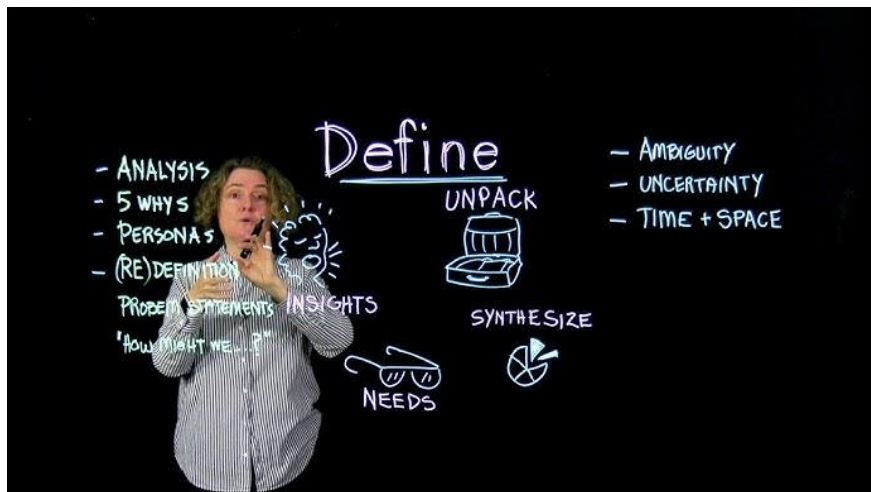 Define
- ANALYSIS
- 5 WHYS
- PERSONAS
- (RE)DEFINITION
PROBEM STATEMENTS
"HOW MIGHT WE....?"
INSIGHTS
UNPACK
SYNTHESIZE
NEEDS
- AMBIGUITY
- UNCERTAINTY
- TIME + SPACE